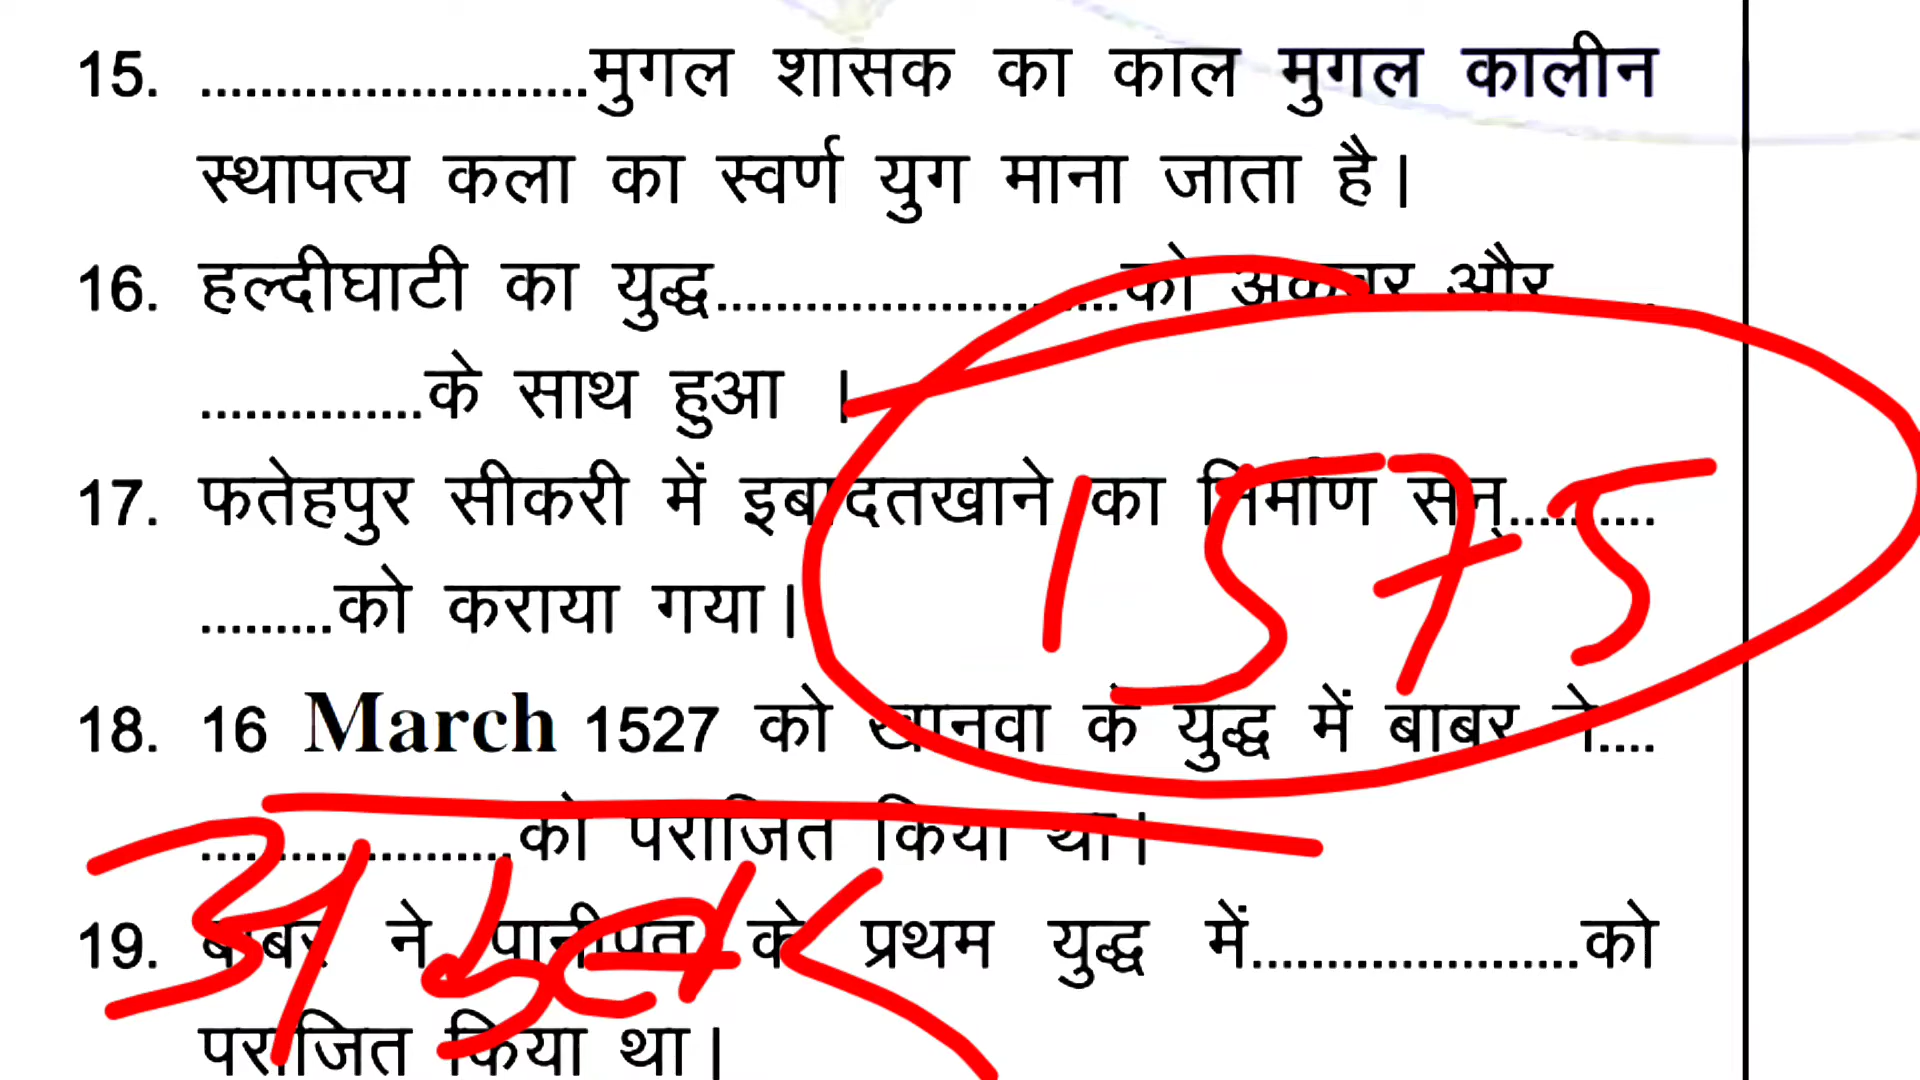 15. ..........................मुगल शासक का काल मुगल कालीन
स्थापत्य कला का स्वर्ण युग माना जाता है।
16. हल्दीघाटी का युद्ध...........................को अकबर और.......
...............के साथ हुआ ।
17. फतेहपुर सीकरी में इबादतखाने का निर्माण सन्..........
.........को कराया गया।
1575
18. 16 March 1527 को खानवा के युद्ध में बाबर ने....
.....................को पराजित किया था।
अकबर
19. बाबर ने पानीपत के प्रथम युद्ध में......................को
पराजित किया था।